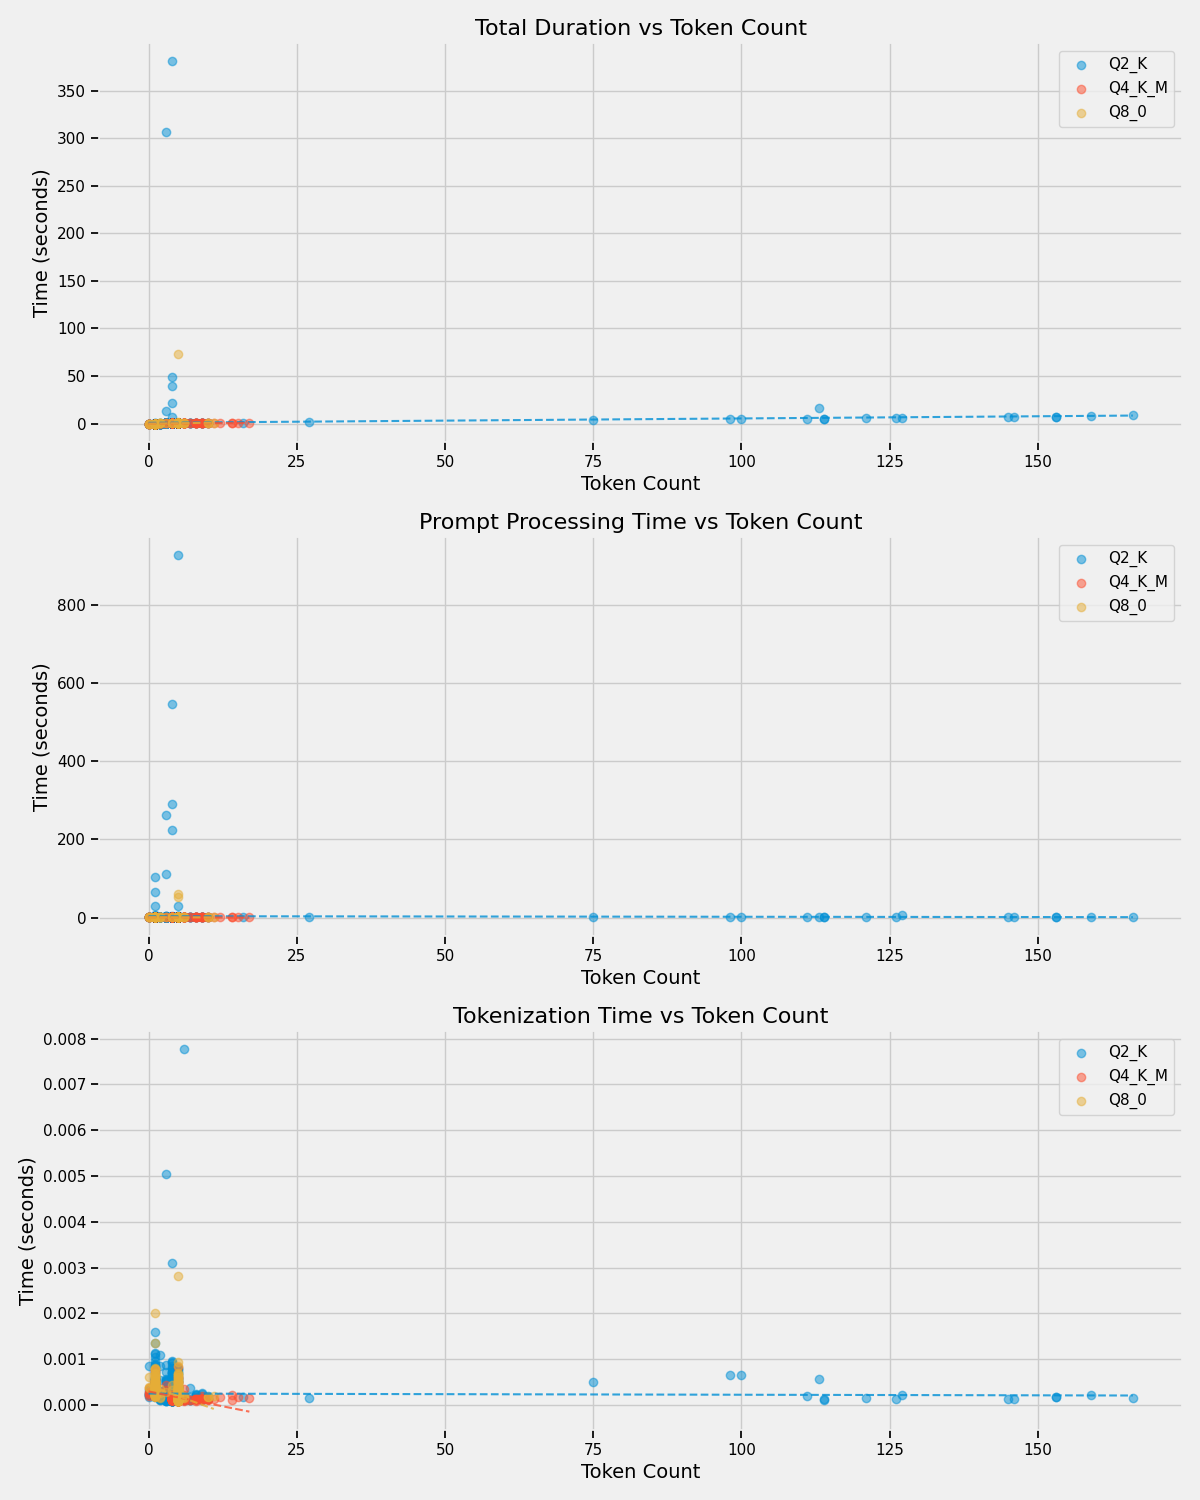 Total Duration vs Token Count
Time (seconds)
350
300
250
200
150
100
50
0
Q2_K
Q4_K_M
Q8_0
0 25 50 75 100 125 150
Token Count
Prompt Processing Time vs Token Count
Time (seconds)
800
600
400
200
0
Q2_K
Q4_K_M
Q8_0
0 25 50 75 100 125 150
Token Count
Tokenization Time vs Token Count
Time (seconds)
0.008
0.007
0.006
0.005
0.004
0.003
0.002
0.001
0.000
Q2_K
Q4_K_M
Q8_0
0 25 50 75 100 125 150
Token Count